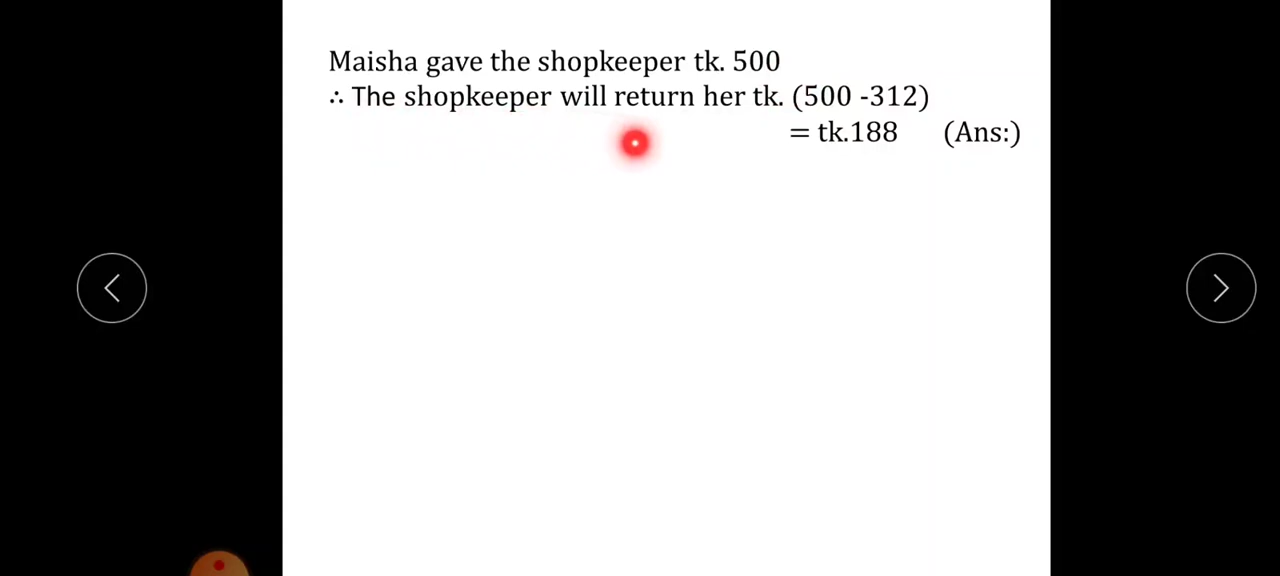 Maisha gave the shopkeeper tk. 500
∴ The shopkeeper will return her tk. (500 -312)
= tk.188 (Ans:)